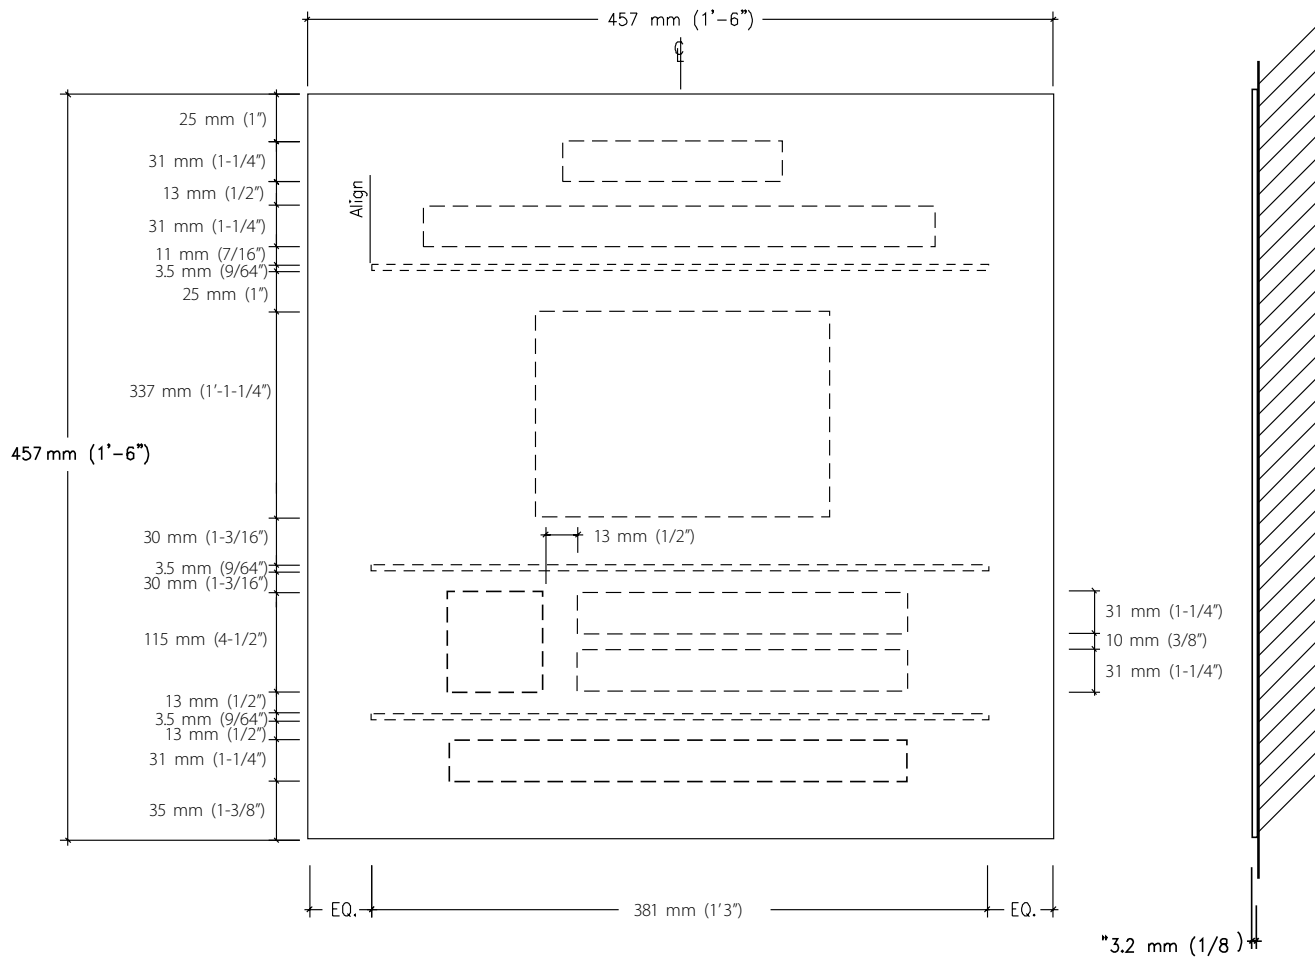 457 mm (1'-6")
℄
25 mm (1")
31 mm (1-1/4")
13 mm (1/2")
Align
31 mm (1-1/4")
11 mm (7/16")
3.5 mm (9/64")
25 mm (1")
337 mm (1'-1-1/4")
457 mm (1'-6")
30 mm (1-3/16")
13 mm (1/2")
3.5 mm (9/64")
30 mm (1-3/16")
31 mm (1-1/4")
115 mm (4-1/2")
10 mm (3/8")
31 mm (1-1/4")
13 mm (1/2")
3.5 mm (9/64")
13 mm (1/2")
31 mm (1-1/4")
35 mm (1-3/8")
EQ. 381 mm (1'3") EQ.
"3.2 mm (1/8 )